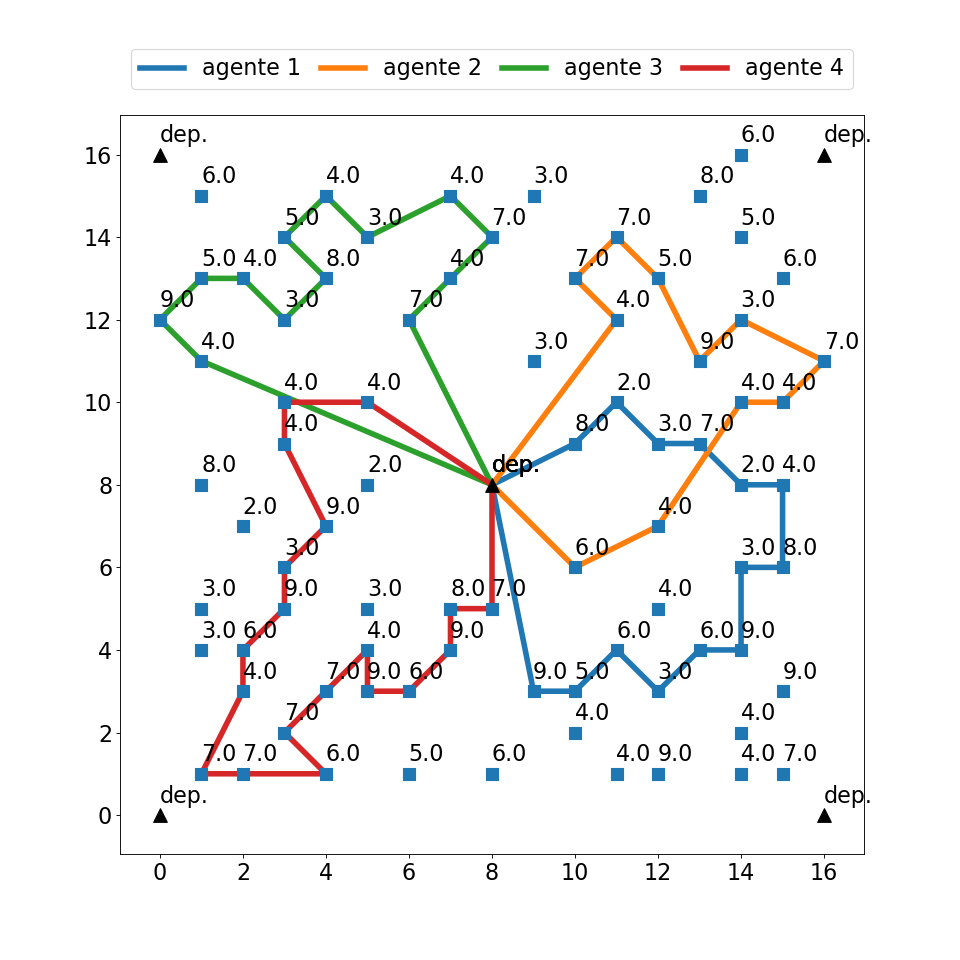 agente 1 agente 2 agente 3 agente 4
dep. 6.0 dep.
16
6.0 4.0 4.0 3.0 8.0
5.0 3.0 7.0 7.0 5.0
14
5.0 4.0 8.0 4.0 7.0 5.0 6.0
9.0 3.0 7.0 4.0 3.0
12
4.0 3.0 9.0 7.0
4.0 4.0 2.0 4.0 4.0
10
4.0 8.0 3.0 7.0
8.0 2.0 dep. dep. 2.0 4.0
8
2.0 9.0 4.0
3.0 6.0 3.0 8.0
6
3.0 9.0 3.0 8.0 7.0 4.0
3.0 6.0 4.0 9.0 6.0 6.0 9.0
4
4.0 7.0 9.0 6.0 9.0 5.0 3.0 9.0
7.0 4.0 4.0
2
7.0 7.0 6.0 5.0 6.0 4.0 9.0 4.0 7.0
dep. dep.
0
0 2 4 6 8 10 12 14 16